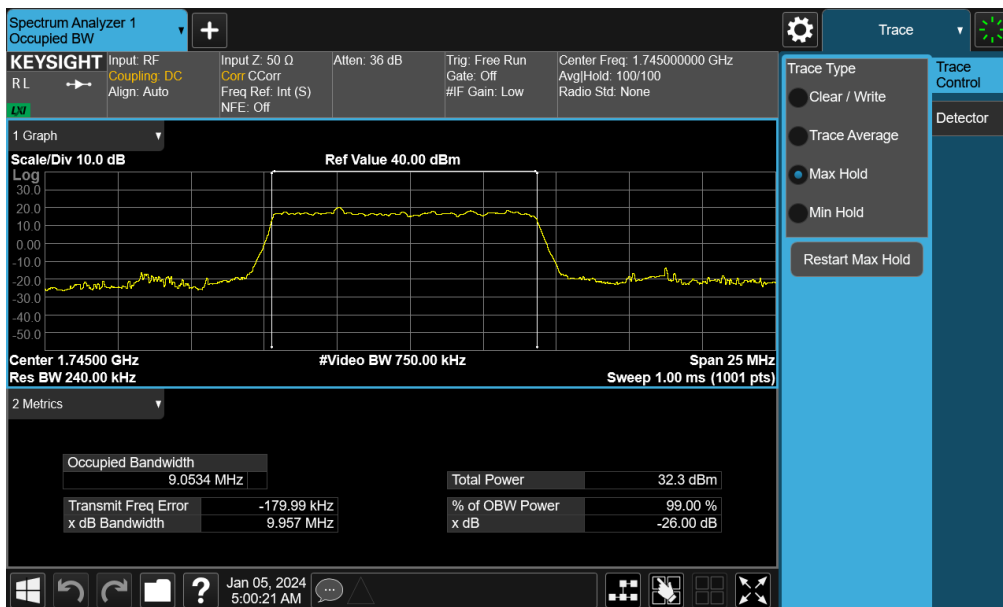 Spectrum Analyzer 1
Occupied BW
+
Trace
KEYSIGHT
RL
LXI
Input: RF
Coupling: DC
Align: Auto
Input Z: 50 Ω
Corr CCorr
Freq Ref: Int (S)
NFE: Off
Atten: 36 dB
Trig: Free Run
Gate: Off
#IF Gain: Low
Center Freq: 1.745000000 GHz
Avg|Hold: 100/100
Radio Std: None
Trace Type
Clear / Write
Trace Average
Max Hold
Min Hold
Restart Max Hold
Trace
Control
Detector
1 Graph
Scale/Div 10.0 dB
Ref Value 40.00 dBm
Log
30.0
20.0
10.0
0.00
-10.0
-20.0
-30.0
-40.0
-50.0
Center 1.74500 GHz
#Video BW 750.00 kHz
Span 25 MHz
Res BW 240.00 kHz
Sweep 1.00 ms (1001 pts)
2 Metrics
Occupied Bandwidth
9.0534 MHz
Total Power 32.3 dBm
Transmit Freq Error -179.99 kHz
% of OBW Power 99.00 %
x dB Bandwidth 9.957 MHz
x dB -26.00 dB
?
Jan 05, 2024
5:00:21 AM